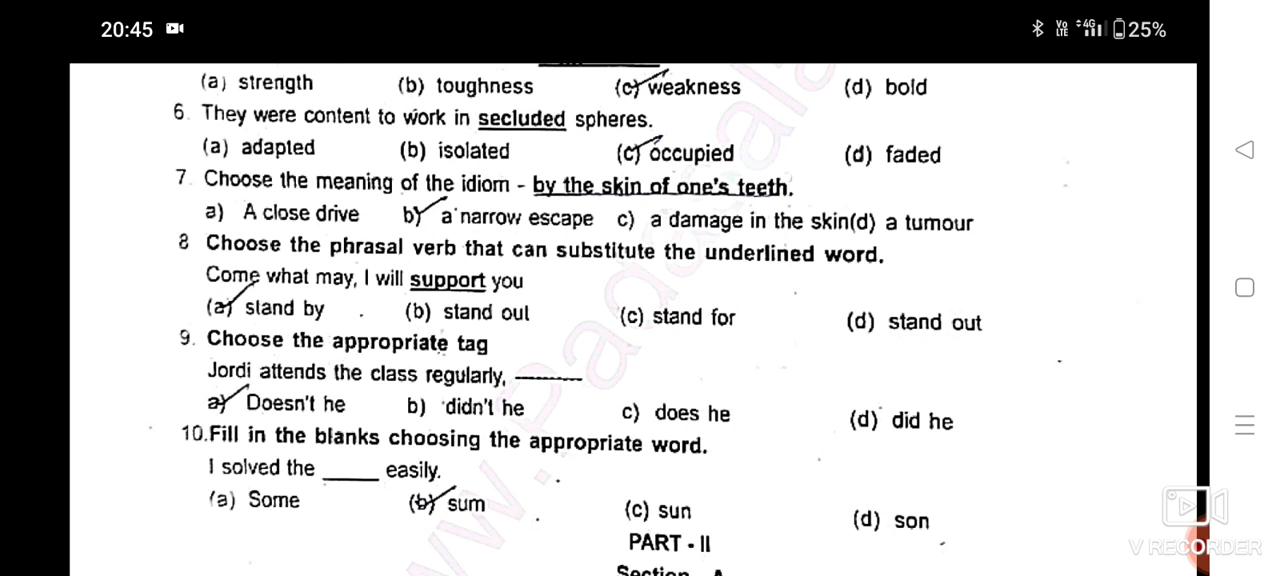 20:45 Vo LTE 4G 25%
(a) strength (b) toughness (c) weakness (d) bold
6. They were content to work in secluded spheres.
(a) adapted (b) isolated (c) occupied (d) faded
7 Choose the meaning of the idiom - by the skin of one's teeth.
a) A close drive b) a narrow escape c) a damage in the skin(d) a tumour
8 Choose the phrasal verb that can substitute the underlined word.
Come what may, I will support you
(a) stand by (b) stand out (c) stand for (d) stand out
9. Choose the appropriate tag
Jordi attends the class regularly,
a) Doesn't he b) didn't he c) does he (d) did he
10.Fill in the blanks choosing the appropriate word.
I solved the ____ easily.
(a) Some (b) sum (c) sun (d) son
PART - II
Section A
V RECORDER